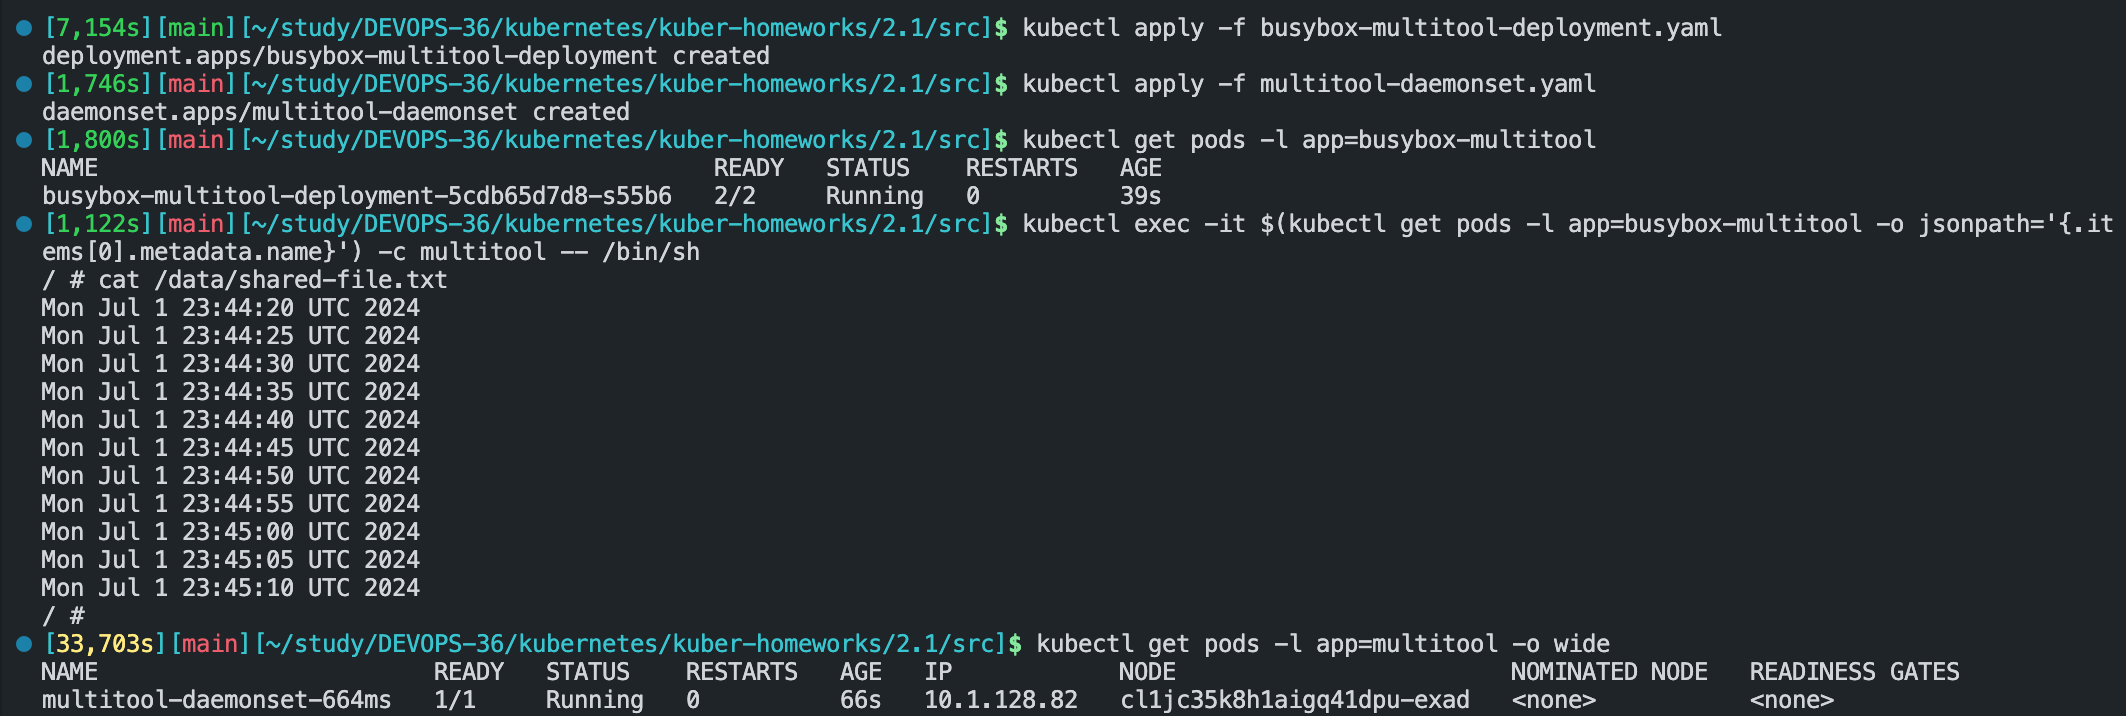 [7,154s][main][~/study/DEVOPS-36/kubernetes/kuber-homeworks/2.1/src]$ kubectl apply -f busybox-multitool-deployment.yaml
deployment.apps/busybox-multitool-deployment created
[1,746s][main][~/study/DEVOPS-36/kubernetes/kuber-homeworks/2.1/src]$ kubectl apply -f multitool-daemonset.yaml
daemonset.apps/multitool-daemonset created
[1,800s][main][~/study/DEVOPS-36/kubernetes/kuber-homeworks/2.1/src]$ kubectl get pods -l app=busybox-multitool
NAME                                            READY   STATUS    RESTARTS   AGE
busybox-multitool-deployment-5cdb65d7d8-s55b6   2/2     Running   0          39s
[1,122s][main][~/study/DEVOPS-36/kubernetes/kuber-homeworks/2.1/src]$ kubectl exec -it $(kubectl get pods -l app=busybox-multitool -o jsonpath='{.it
ems[0].metadata.name}') -c multitool -- /bin/sh
/ # cat /data/shared-file.txt
Mon Jul 1 23:44:20 UTC 2024
Mon Jul 1 23:44:25 UTC 2024
Mon Jul 1 23:44:30 UTC 2024
Mon Jul 1 23:44:35 UTC 2024
Mon Jul 1 23:44:40 UTC 2024
Mon Jul 1 23:44:45 UTC 2024
Mon Jul 1 23:44:50 UTC 2024
Mon Jul 1 23:44:55 UTC 2024
Mon Jul 1 23:45:00 UTC 2024
Mon Jul 1 23:45:05 UTC 2024
Mon Jul 1 23:45:10 UTC 2024
/ #
[33,703s][main][~/study/DEVOPS-36/kubernetes/kuber-homeworks/2.1/src]$ kubectl get pods -l app=multitool -o wide
NAME                        READY   STATUS    RESTARTS   AGE   IP            NODE                        NOMINATED NODE   READINESS GATES
multitool-daemonset-664ms   1/1     Running   0          66s   10.1.128.82   cl1jc35k8h1aigq41dpu-exad   <none>           <none>